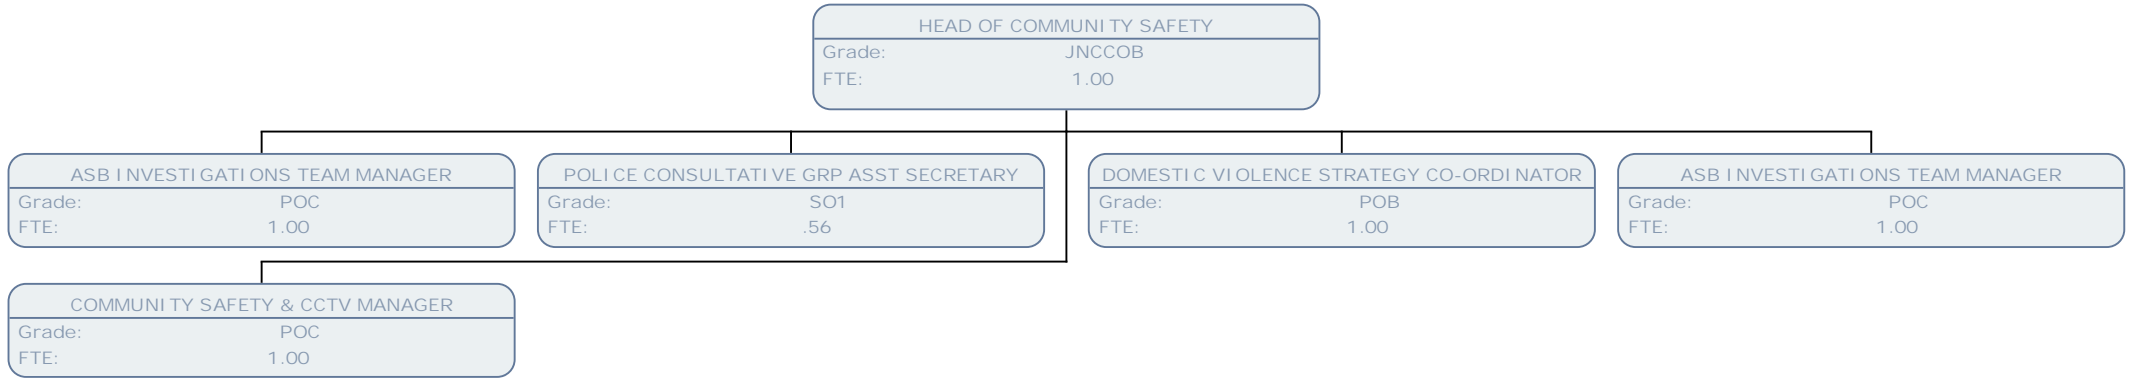 HEAD OF COMMUNITY SAFETY
Grade: JNCCOB
FTE: 1.00
ASB INVESTIGATIONS TEAM MANAGER
Grade: POC
FTE: 1.00
POLICE CONSULTATIVE GRP ASST SECRETARY
Grade: SO1
FTE: .56
DOMESTIC VIOLENCE STRATEGY CO-ORDINATOR
Grade: POB
FTE: 1.00
ASB INVESTIGATIONS TEAM MANAGER
Grade: POC
FTE: 1.00
COMMUNITY SAFETY & CCTV MANAGER
Grade: POC
FTE: 1.00